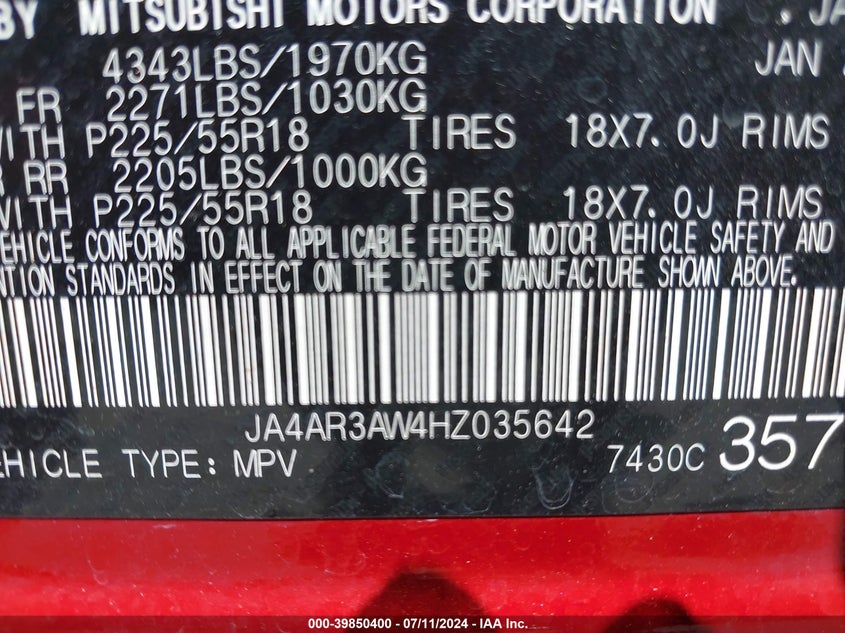 BY MITSUBISHI MOTORS CORPORATION
4343LBS/1970KG JAN
FR 2271LBS/1030KG
WITH P225/55R18 TIRES 18X7.0J RIMS
RR 2205LBS/1000KG
WITH P225/55R18 TIRES 18X7.0J RIMS
VEHICLE CONFORMS TO ALL APPLICABLE FEDERAL MOTOR VEHICLE SAFETY AND
NTION STANDARDS IN EFFECT ON THE DATE OF MANUFACTURE SHOWN ABOVE.
JA4AR3AW4HZ035642
VEHICLE TYPE: MPV 7430C 357
000-39850400 - 07/11/2024 - IAA Inc.